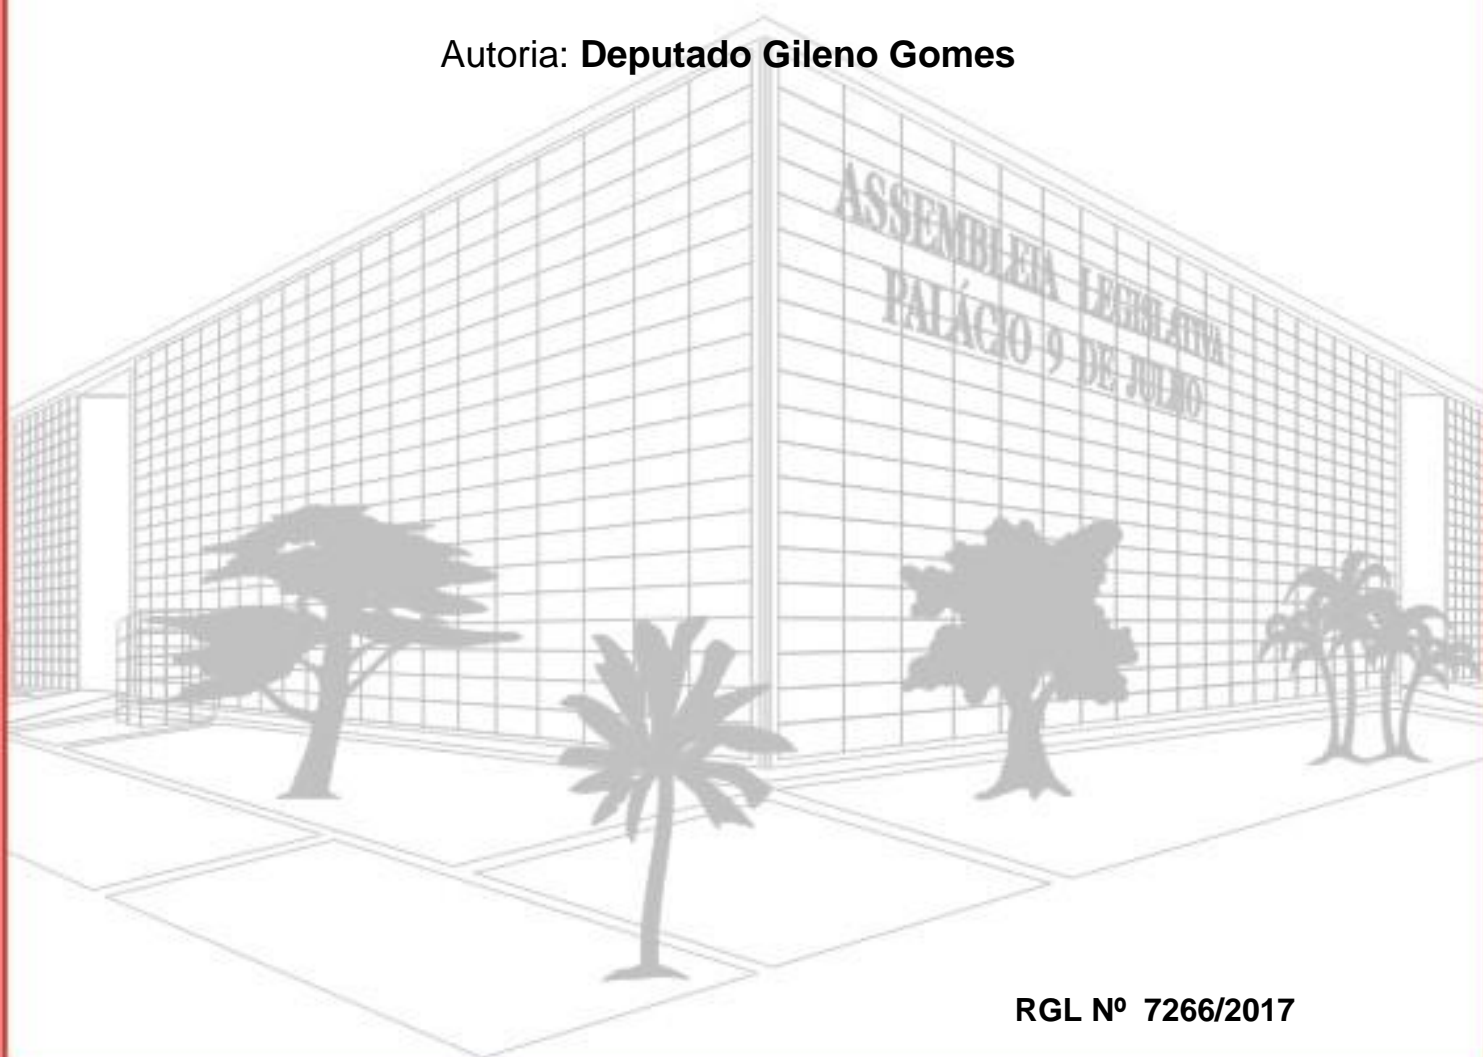 Autoria: Deputado Gileno Gomes
ASSEMBLEIA LEGISLATIVA
PALÁCIO 9 DE JULHO
RGL Nº 7266/2017